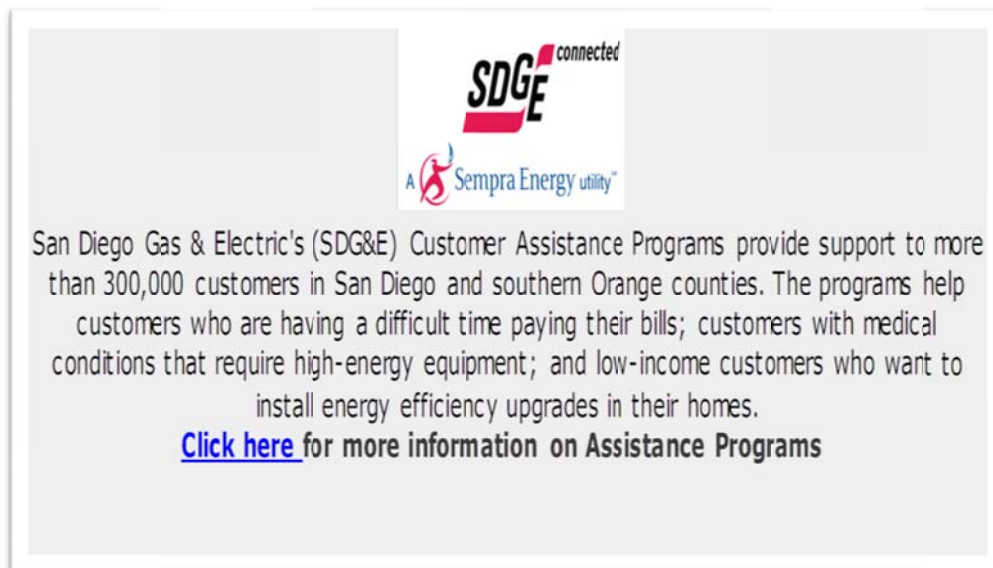 connected
SDGE
A Sempra Energy utility℠
San Diego Gas & Electric's (SDG&E) Customer Assistance Programs provide support to more
than 300,000 customers in San Diego and southern Orange counties. The programs help
customers who are having a difficult time paying their bills; customers with medical
conditions that require high-energy equipment; and low-income customers who want to
install energy efficiency upgrades in their homes.
Click here for more information on Assistance Programs